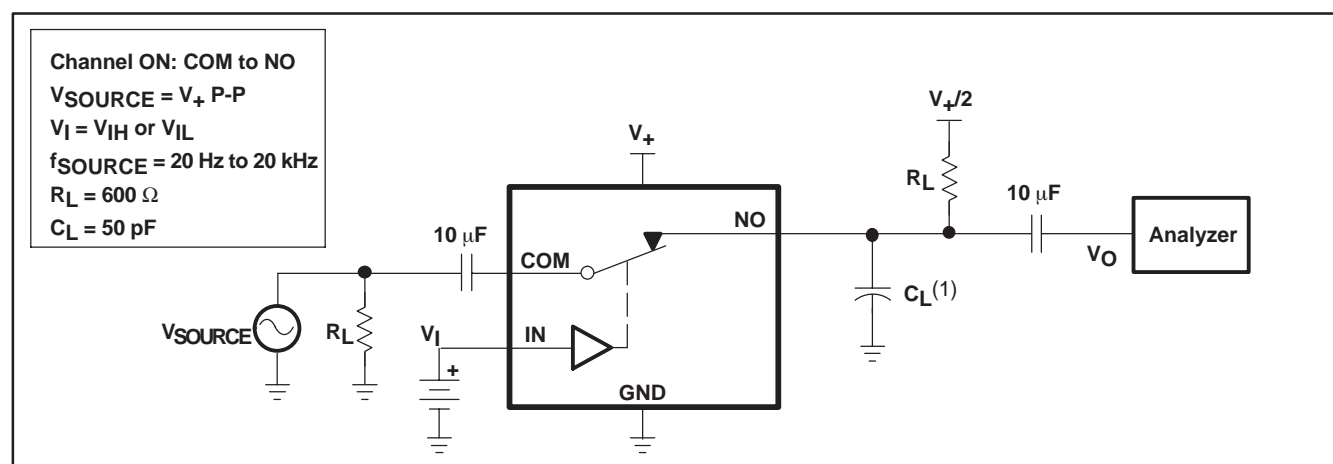 Channel ON: COM to NO
VSOURCE = V+ P-P
VI = VIH or VIL
fSOURCE = 20 Hz to 20 kHz
RL = 600 Ω
CL = 50 pF
V+/2
V+
RL
10 μF
NO
Analyzer
10 μF
COM
VO
CL(1)
VSOURCE
RL
VI
IN
+
GND